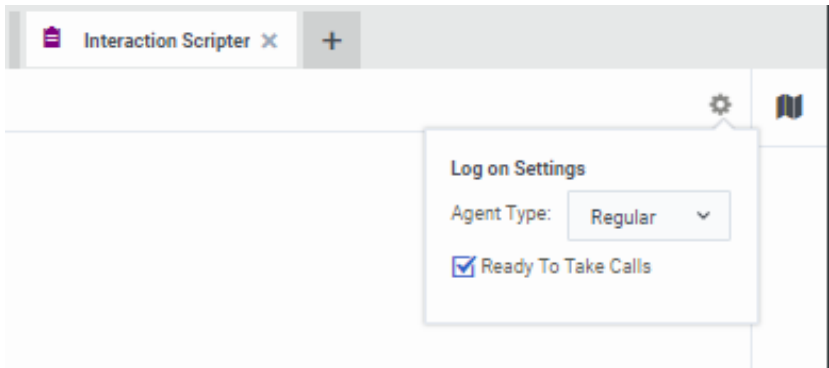 Interaction Scripter
Log on Settings
Agent Type: Regular
Ready To Take Calls